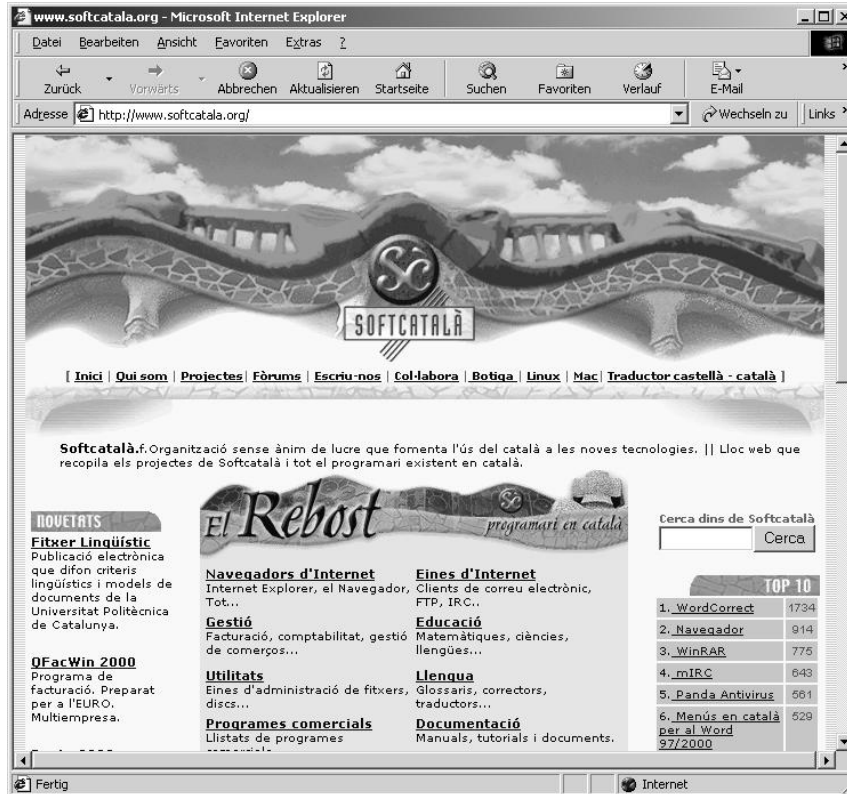 www.softcatala.org - Microsoft Internet Explorer
Datei Bearbeiten Ansicht Favoriten Extras ?
Zurück Vorwärts Abbrechen Aktualisieren Startseite Suchen Favoriten Verlauf E-Mail
Adresse http://www.softcatala.org/ Wechseln zu Links
Sc
SOFTCATALÀ
[ Inici | Qui som | Projectes| Fòrums | Escriu-nos | Col·labora | Botiga | Linux | Mac| Traductor castellà - català ]
Softcatalà.f.Organització sense ànim de lucre que fomenta l'ús del català a les noves tecnologies. || Lloc web que
recopila els projectes de Softcatalà i tot el programari existent en català.
NOVETATS
Fitxer Lingüístic
Publicació electrònica
que difon criteris
lingüístics i models de
documents de la
Universitat Politècnica
de Catalunya.
QFacWin 2000
Programa de
facturació. Preparat
per a l'EURO.
Multiempresa.
El Rebost
Sc
programari en català
Navegadors d'Internet
Internet Explorer, el Navegador,
Tot...
Gestió
Facturació, comptabilitat, gestió
de comerços...
Utilitats
Eines d'administració de fitxers,
discs...
Programes comercials
Llistats de programes
comercials
Eines d'Internet
Clients de correu electrònic,
FTP, IRC..
Educació
Matemàtiques, ciències,
llengües...
Llengua
Glossaris, correctors,
traductors...
Documentació
Manuals, tutorials i documents.
Cerca dins de Softcatalà
Cerca
TOP 10
1. WordCorrect 1734
2. Navegador 914
3. WinRAR 775
4. mIRC 643
5. Panda Antivirus 561
6. Menús en català 529
per al Word
97/2000
Fertig Internet